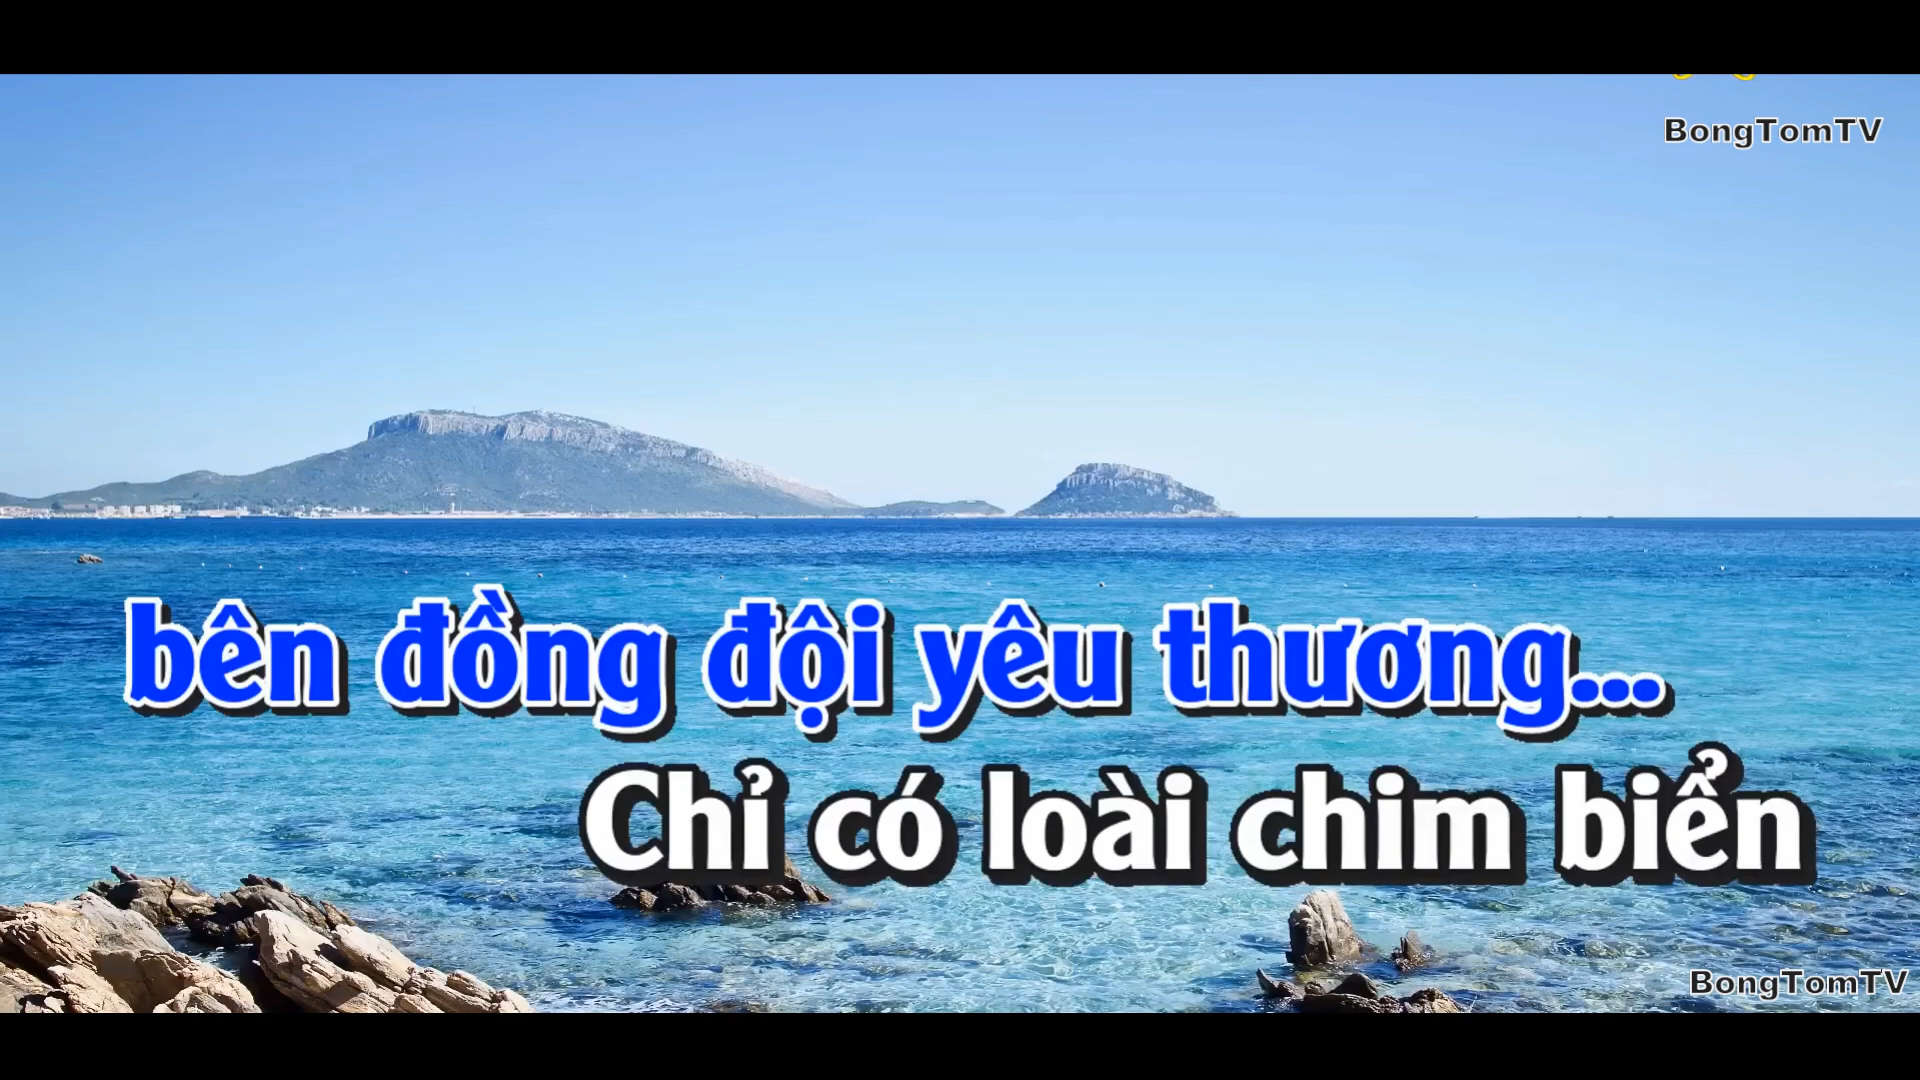 BongTomTV
bên đồng đội yêu thương...
Chỉ có loài chim biển
BongTomTV